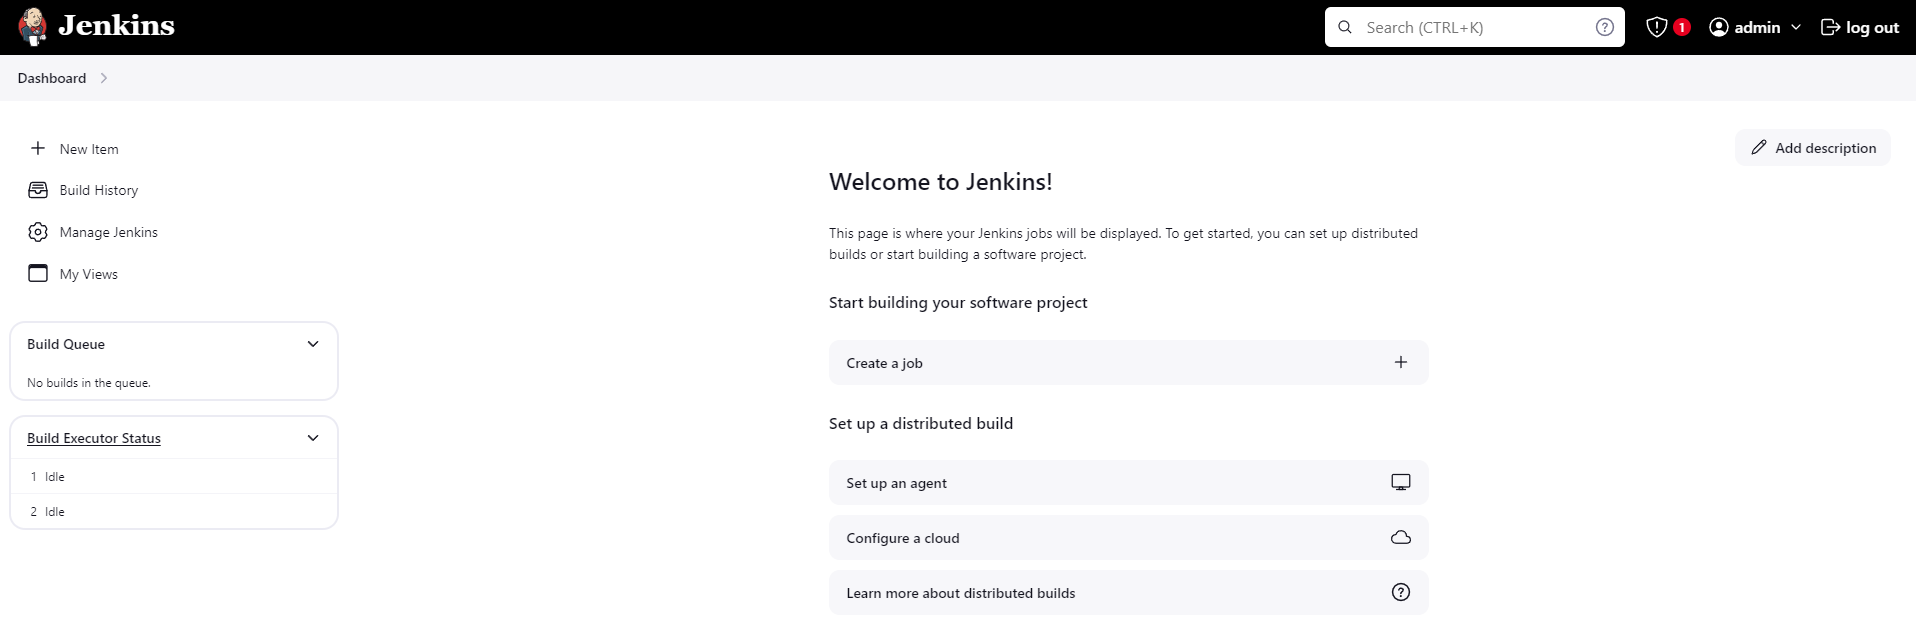 Jenkins
Search (CTRL+K)
1
admin
log out
Dashboard
New Item
Build History
Manage Jenkins
My Views
Build Queue
No builds in the queue.
Build Executor Status
1 Idle
2 Idle
Add description
Welcome to Jenkins!
This page is where your Jenkins jobs will be displayed. To get started, you can set up distributed
builds or start building a software project.
Start building your software project
Create a job
Set up a distributed build
Set up an agent
Configure a cloud
Learn more about distributed builds